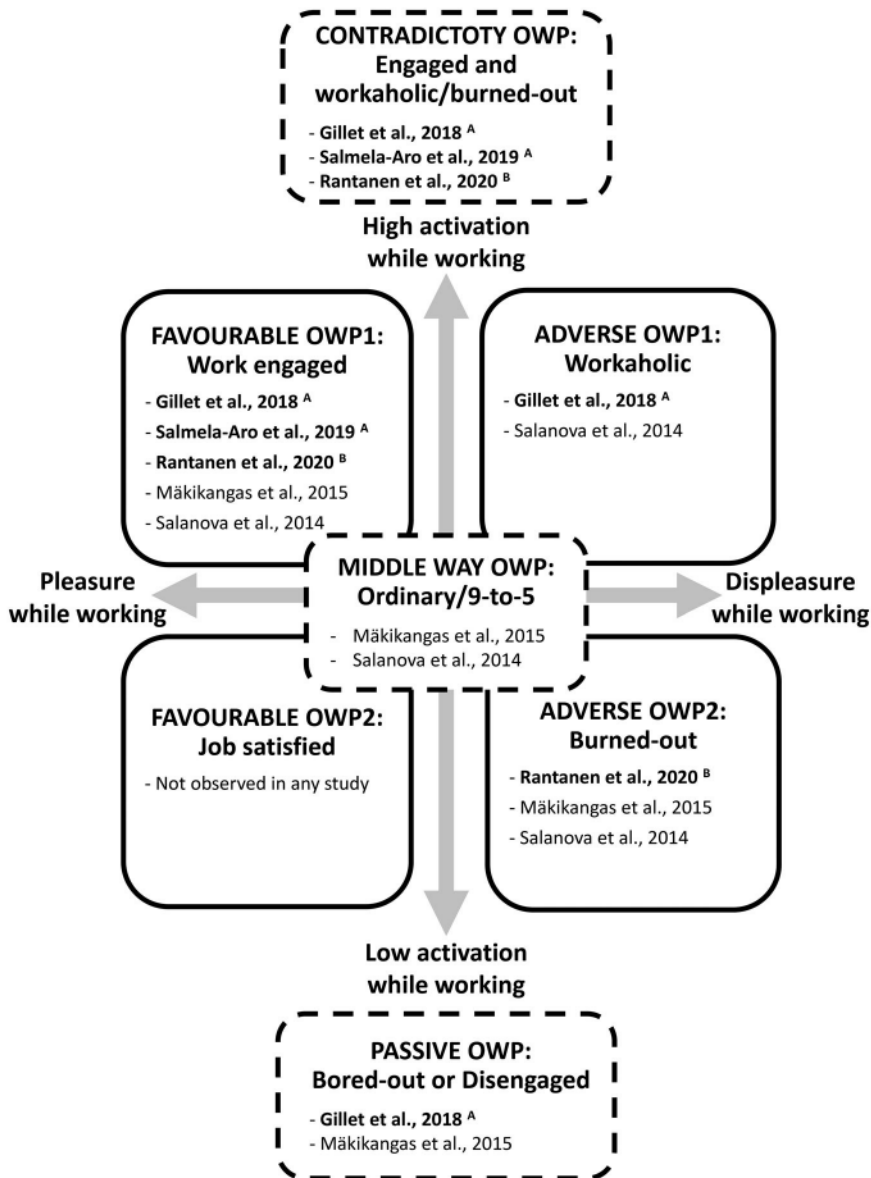 CONTRADICTOTY OWP:
Engaged and
workaholic/burned-out
- Gillet et al., 2018 A
- Salmela-Aro et al., 2019 A
- Rantanen et al., 2020 B
High activation
while working
FAVOURABLE OWP1:
Work engaged
- Gillet et al., 2018 A
- Salmela-Aro et al., 2019 A
- Rantanen et al., 2020 B
- Mäkikangas et al., 2015
- Salanova et al., 2014
ADVERSE OWP1:
Workaholic
- Gillet et al., 2018 A
- Salanova et al., 2014
Pleasure
while working
MIDDLE WAY OWP:
Ordinary/9-to-5
- Mäkikangas et al., 2015
- Salanova et al., 2014
Displeasure
while working
FAVOURABLE OWP2:
Job satisfied
- Not observed in any study
ADVERSE OWP2:
Burned-out
- Rantanen et al., 2020 B
- Mäkikangas et al., 2015
- Salanova et al., 2014
Low activation
while working
PASSIVE OWP:
Bored-out or Disengaged
- Gillet et al., 2018 A
- Mäkikangas et al., 2015